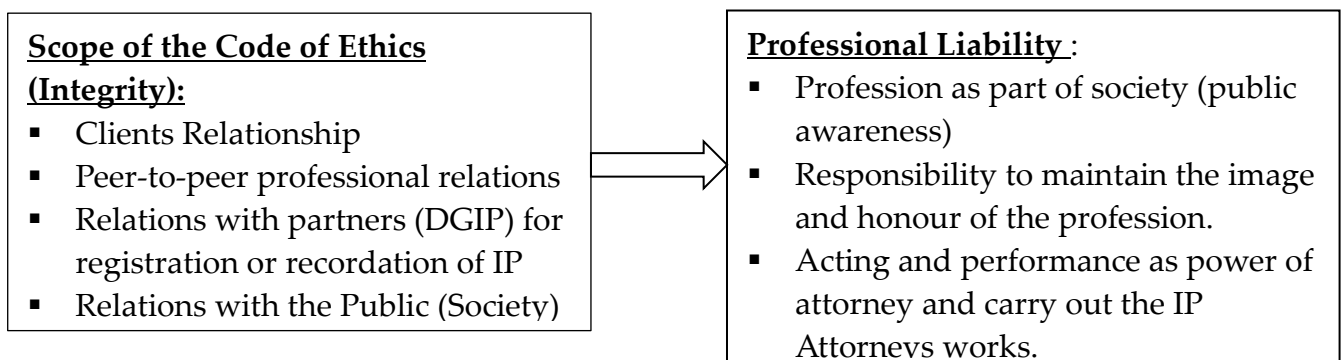 Scope of the Code of Ethics
(Integrity):
▪ Clients Relationship
▪ Peer-to-peer professional relations
▪ Relations with partners (DGIP) for
registration or recordation of IP
▪ Relations with the Public (Society)
Professional Liability :
▪ Profession as part of society (public
awareness)
▪ Responsibility to maintain the image
and honour of the profession.
▪ Acting and performance as power of
attorney and carry out the IP
Attorneys works.